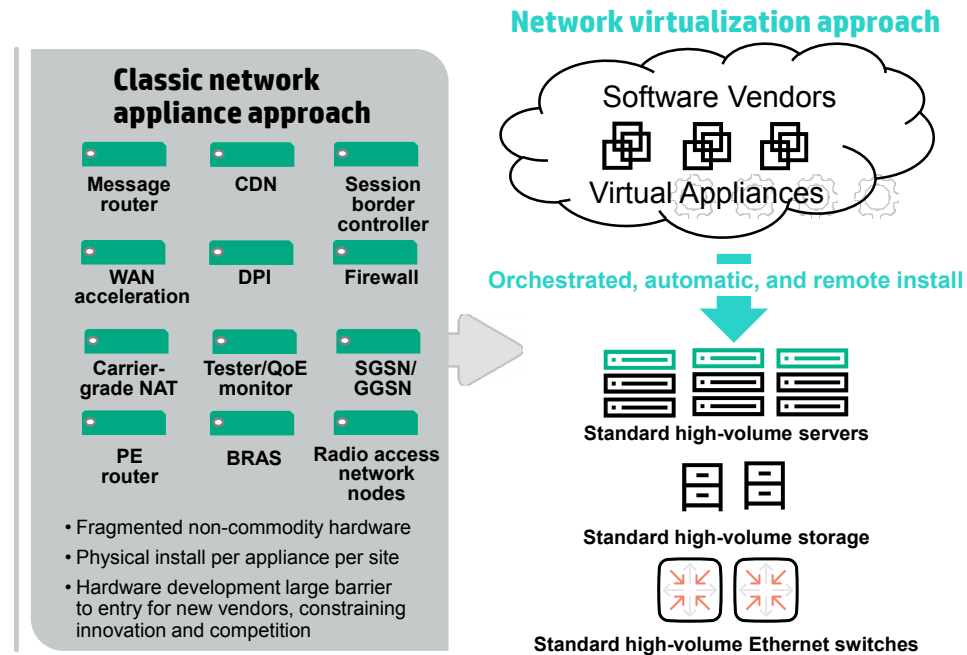 Network virtualization approach
Classic network
appliance approach
Message
router
CDN
Session
border
controller
WAN
acceleration
DPI
Firewall
Carrier-
grade NAT
Tester/QoE
monitor
SGSN/
GGSN
PE
router
BRAS
Radio access
network
nodes
• Fragmented non-commodity hardware
• Physical install per appliance per site
• Hardware development large barrier
to entry for new vendors, constraining
innovation and competition
Software Vendors
Virtual Appliances
Orchestrated, automatic, and remote install
Standard high-volume servers
Standard high-volume storage
Standard high-volume Ethernet switches